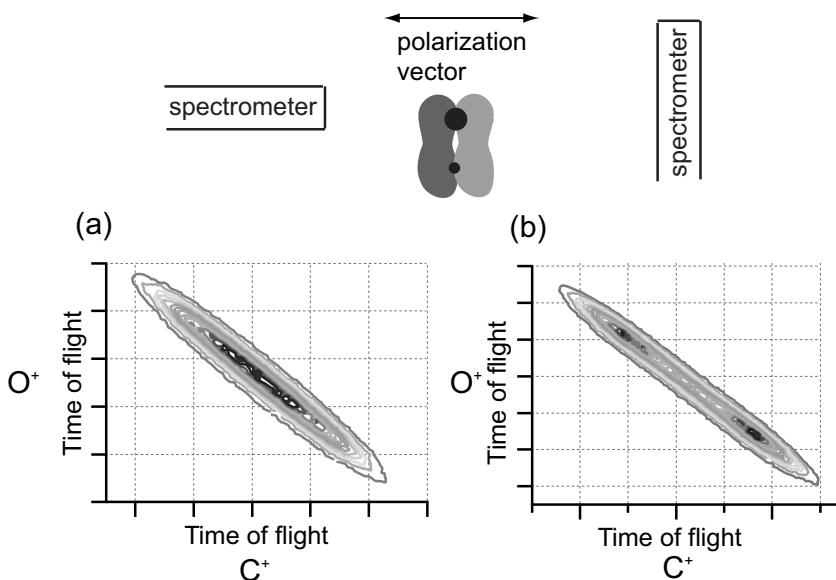 polarization
vector
spectrometer
spectrometer
(a)
(b)
O⁺
Time of flight
Time of flight
C⁺
O⁺
Time of flight
Time of flight
C⁺